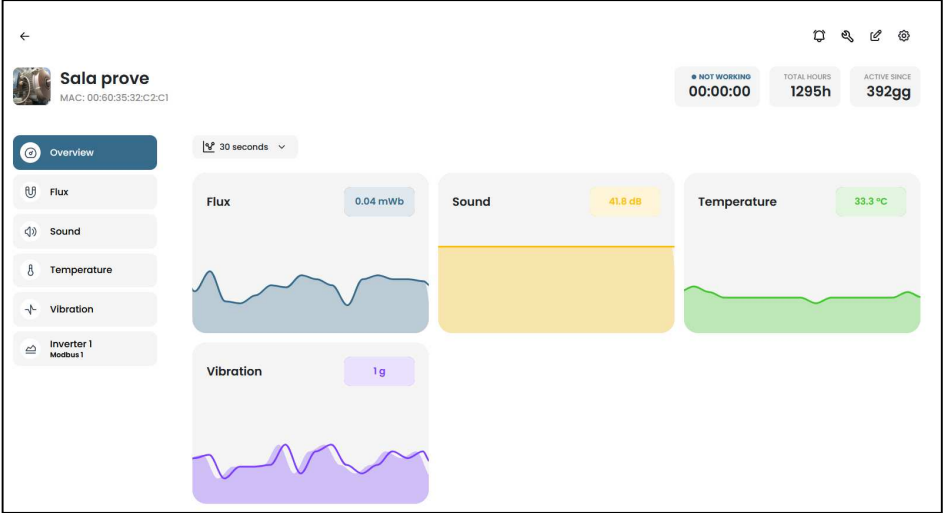 Sala prove
MAC: 00:60:35:32:C2:C1
NOT WORKING
00:00:00
TOTAL HOURS
1295h
ACTIVE SINCE
392gg
Overview
Flux
Sound
Temperature
Vibration
Inverter 1
Modbus 1
30 seconds
Flux
0.04 mWb
Sound
41.8 dB
Temperature
33.3 °C
Vibration
1 g